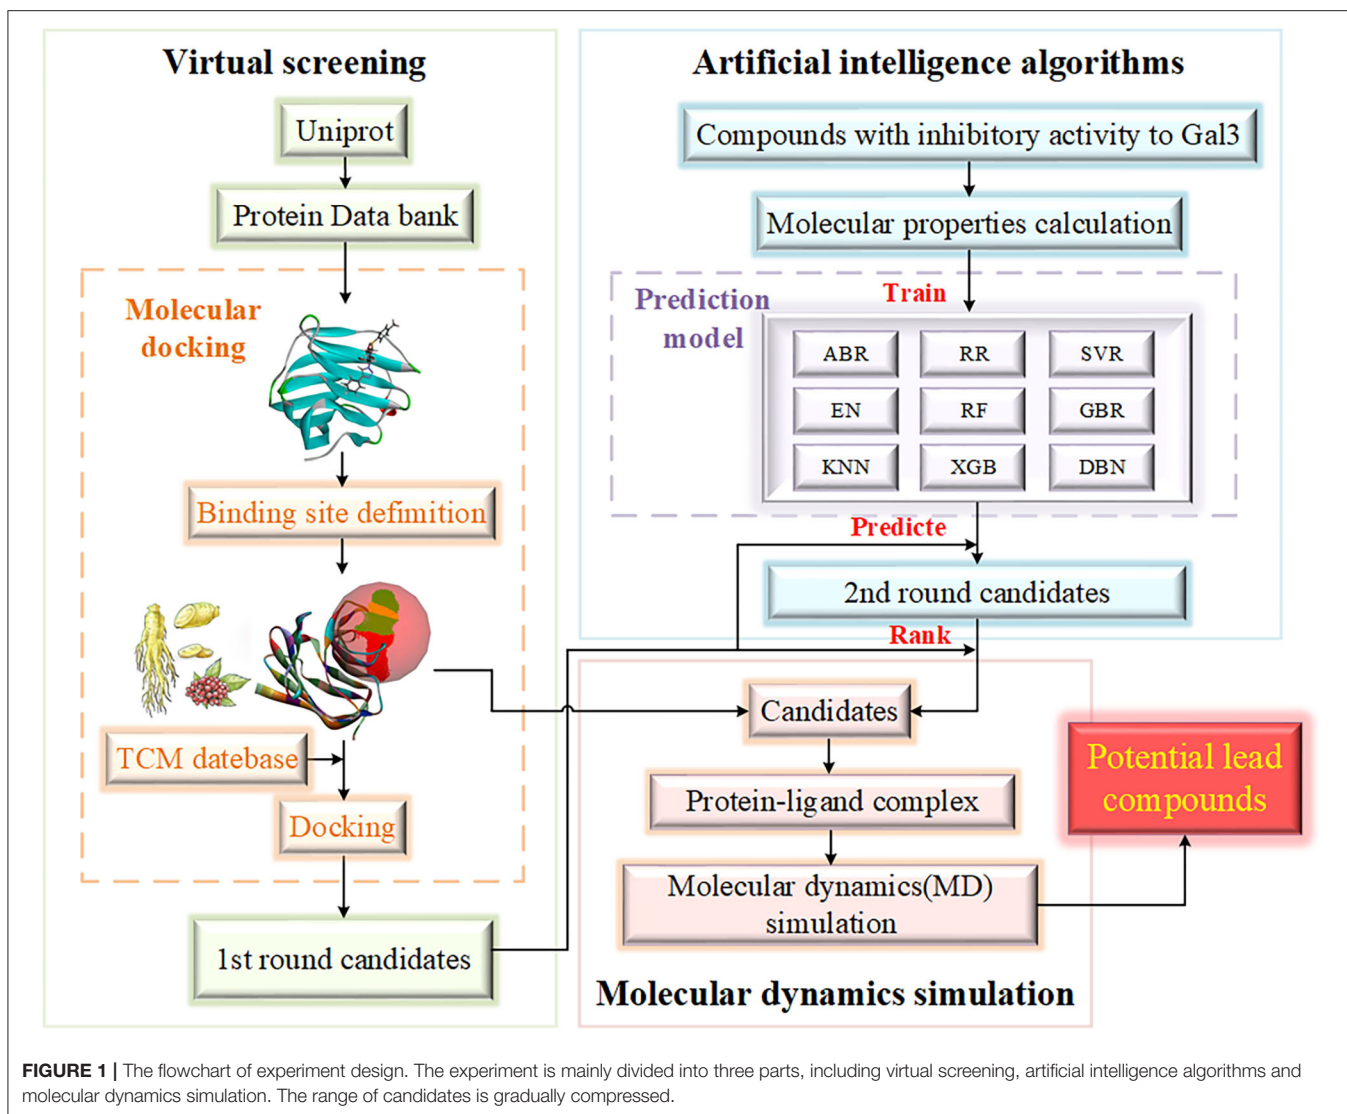 Virtual screening
Uniprot
Protein Data bank
Molecular
docking
Binding site defimition
TCM datebase
Docking
1st round candidates
Artificial intelligence algorithms
Compounds with inhibitory activity to Gal3
Molecular properties calculation
Train
Prediction
model
ABR RR SVR
EN RF GBR
KNN XGB DBN
Predicte
2nd round candidates
Rank
Candidates
Protein-ligand complex
Molecular dynamics(MD)
simulation
Molecular dynamics simulation
Potential lead
compounds
FIGURE 1 | The flowchart of experiment design. The experiment is mainly divided into three parts, including virtual screening, artificial intelligence algorithms and
molecular dynamics simulation. The range of candidates is gradually compressed.